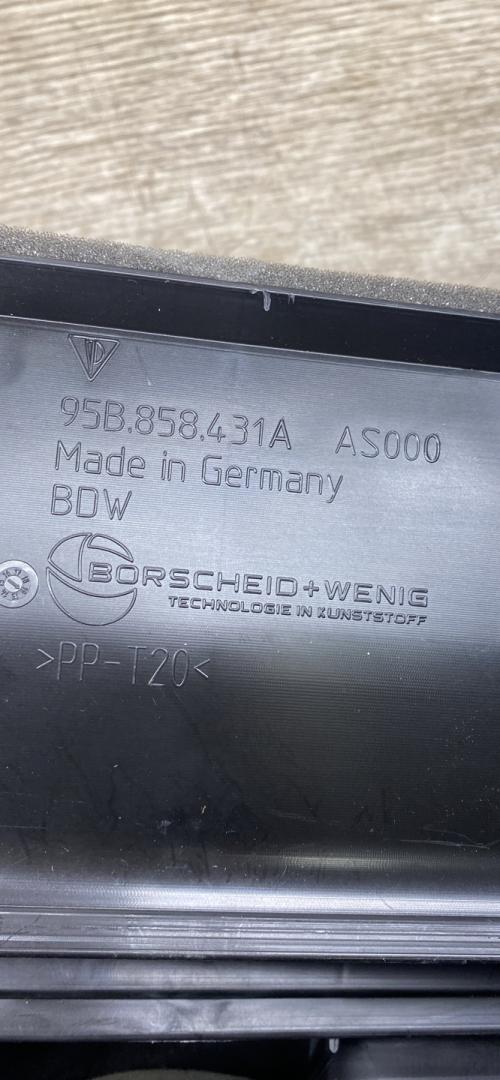 95B.858.431A AS000
Made in Germany
BDW
BORSCHEID+WENIG
TECHNOLOGIE IN KUNSTSTOFF
>PP-T20<